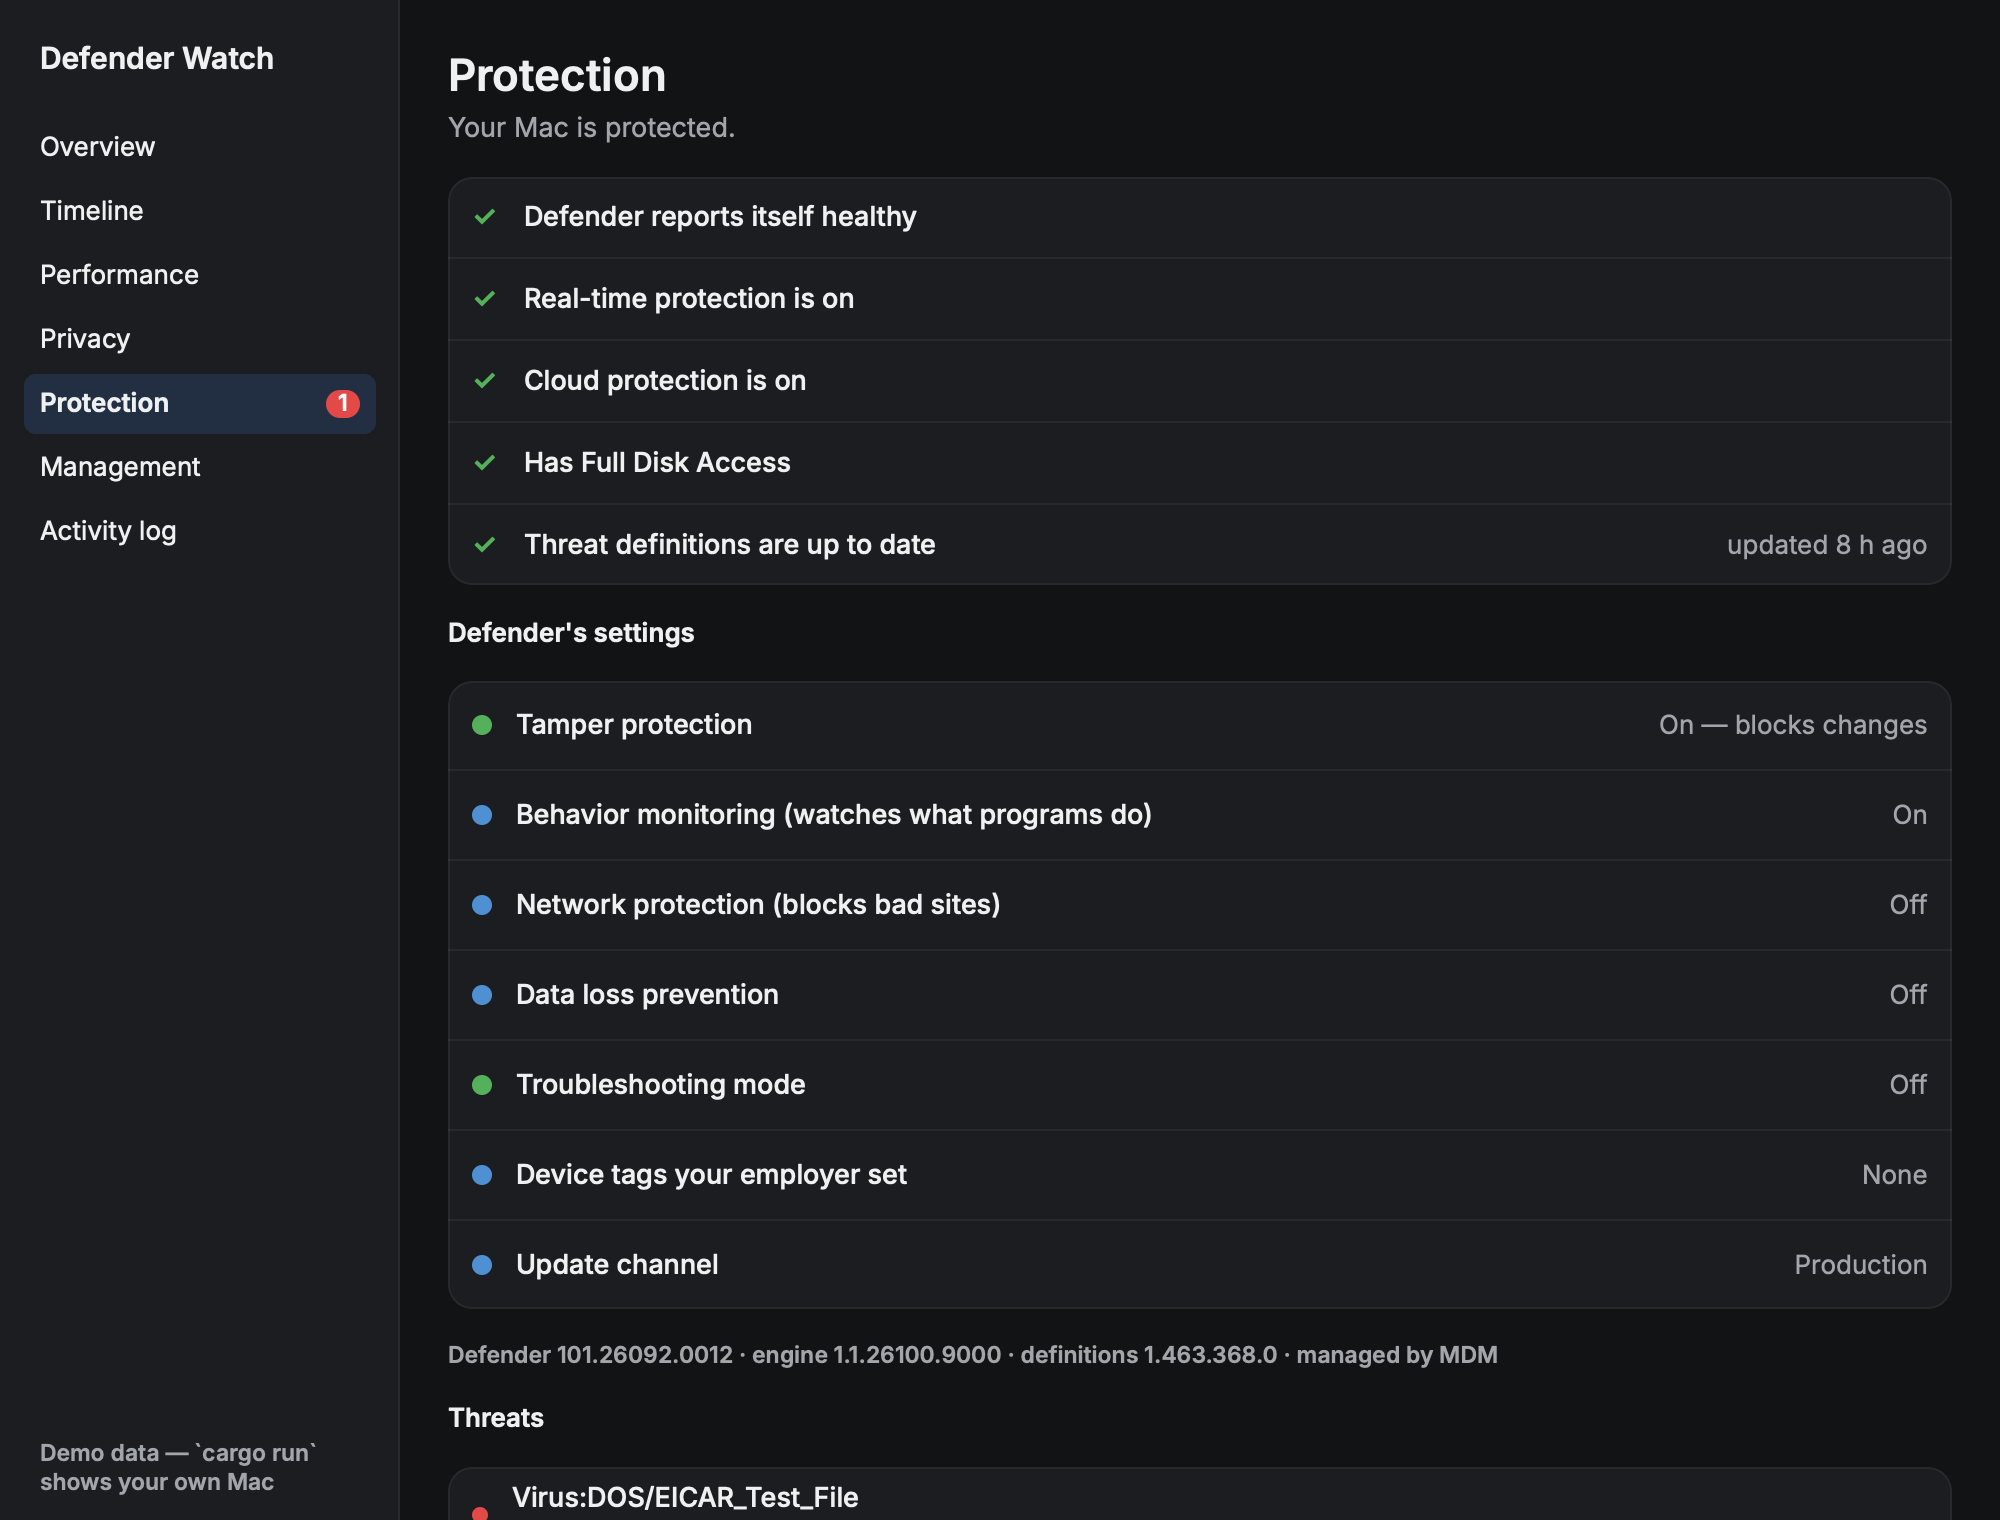 Defender Watch
Overview
Timeline
Performance
Privacy
Protection 1
Management
Activity log
Demo data — `cargo run`
shows your own Mac
Protection
Your Mac is protected.
Defender reports itself healthy
Real-time protection is on
Cloud protection is on
Has Full Disk Access
Threat definitions are up to date updated 8 h ago
Defender's settings
Tamper protection On — blocks changes
Behavior monitoring (watches what programs do) On
Network protection (blocks bad sites) Off
Data loss prevention Off
Troubleshooting mode Off
Device tags your employer set None
Update channel Production
Defender 101.26092.0012 · engine 1.1.26100.9000 · definitions 1.463.368.0 · managed by MDM
Threats
Virus:DOS/EICAR_Test_File